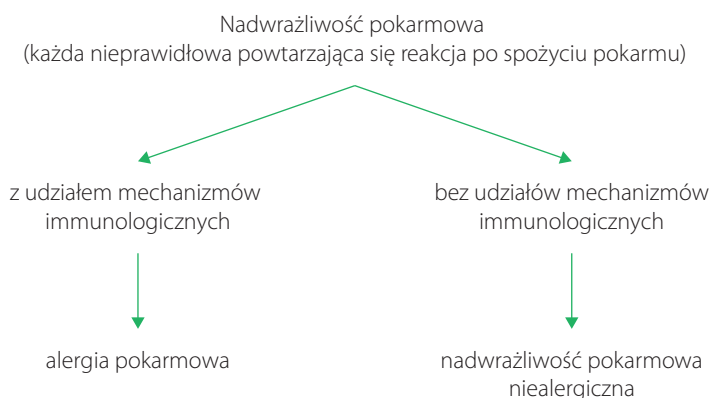 Nadwrażliwość pokarmowa
(każda nieprawidłowa powtarzająca się reakcja po spożyciu pokarmu)
z udziałem mechanizmów
immunologicznych
bez udziałów mechanizmów
immunologicznych
alergia pokarmowa
nadwrażliwość pokarmowa
niealergiczna